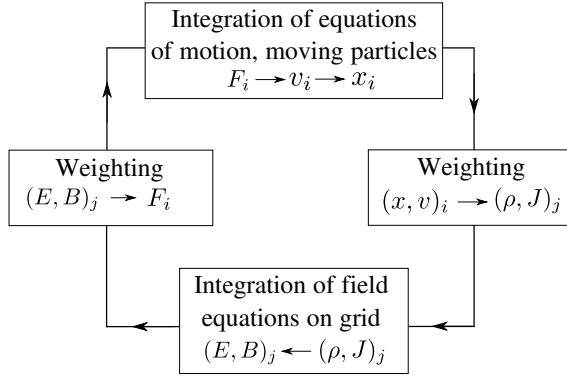 Integration of equations
of motion, moving particles
F_i → v_i → x_i
Weighting
(E, B)_j → F_i
Weighting
(x, v)_i → (ρ, J)_j
Integration of field
equations on grid
(E, B)_j ← (ρ, J)_j